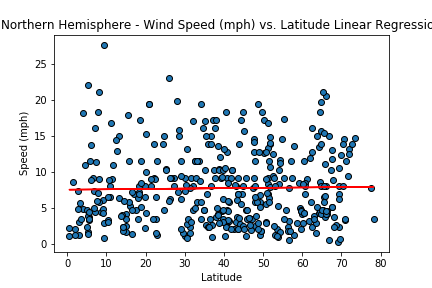 Northern Hemisphere - Wind Speed (mph) vs. Latitude Linear Regressio
25
20
15
10
5
0
Speed (mph)
0 10 20 30 40 50 60 70 80
Latitude